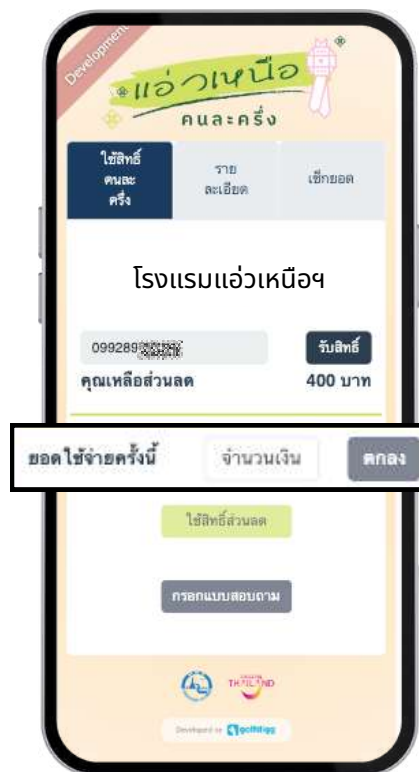 Development
แอ่วเหนือ
คนละครึ่ง
ใช้สิทธิ์
คนละ
ครึ่ง
ราย
ละเอียด
เช็กยอด
โรงแรมแอ่วเหนือฯ
099289
รับสิทธิ์
คุณเหลือส่วนลด
400 บาท
ยอดใช้จ่ายครั้งนี้
จำนวนเงิน
ตกลง
ใช้สิทธิ์ส่วนลด
กรอกแบบสอบถาม
THAILAND
Developed by